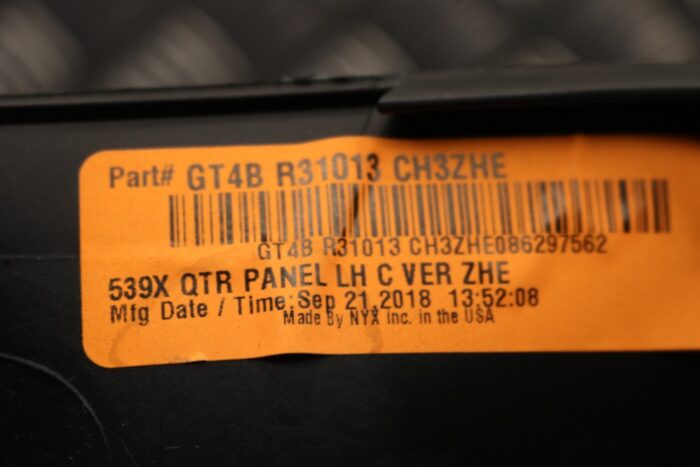 Part# GT4B R31013 CH3ZHE
GT4B R31013 CH3ZHE086297562
539X QTR PANEL LH C VER ZHE
Mfg Date / Time: Sep 21,2018 13:52:08
Made By NYX Inc. in the USA